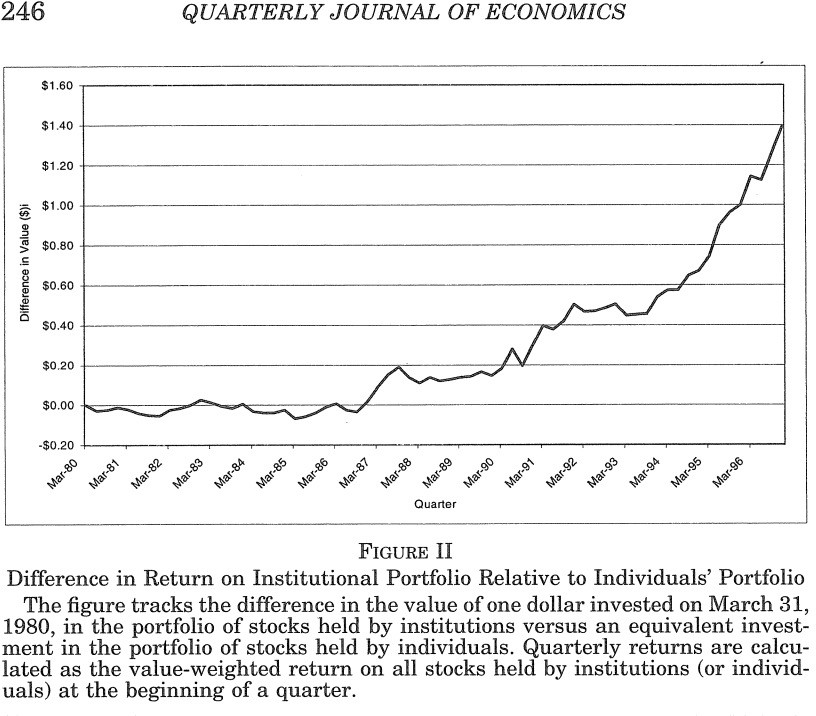 246
QUARTERLY JOURNAL OF ECONOMICS
$1.60
$1.40
$1.20
$1.00
$0.80
$0.60
$0.40
$0.20
$0.00
-$0.20
Difference in Value ($)i
Mar-80
Mar-81
Mar-82
Mar-83
Mar-84
Mar-85
Mar-86
Mar-87
Mar-88
Mar-89
Mar-90
Mar-91
Mar-92
Mar-93
Mar-94
Mar-95
Mar-96
Quarter
FIGURE II
Difference in Return on Institutional Portfolio Relative to Individuals' Portfolio
The figure tracks the difference in the value of one dollar invested on March 31,
1980, in the portfolio of stocks held by institutions versus an equivalent invest-
ment in the portfolio of stocks held by individuals. Quarterly returns are calcu-
lated as the value-weighted return on all stocks held by institutions (or individ-
uals) at the beginning of a quarter.